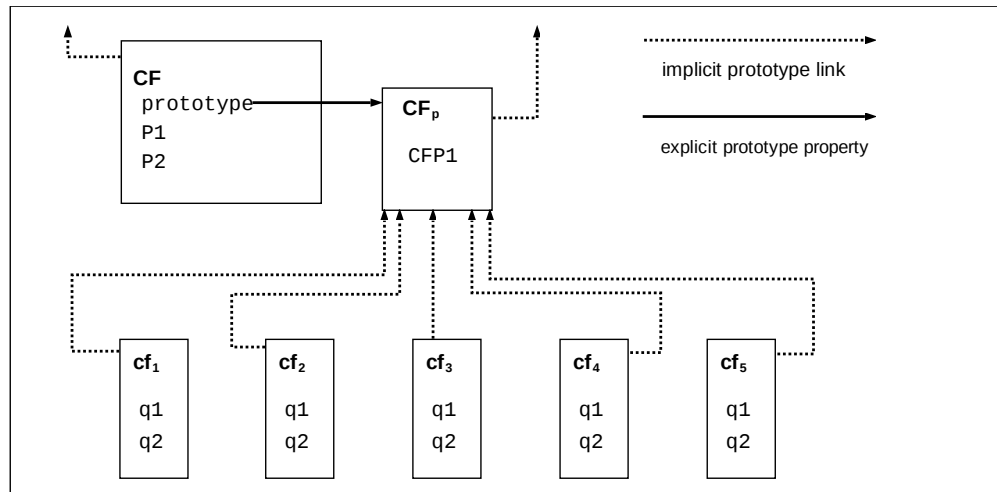 CF
prototype
P1
P2
CFp
CFP1
implicit prototype link
explicit prototype property
cf1
q1
q2
cf2
q1
q2
cf3
q1
q2
cf4
q1
q2
cf5
q1
q2